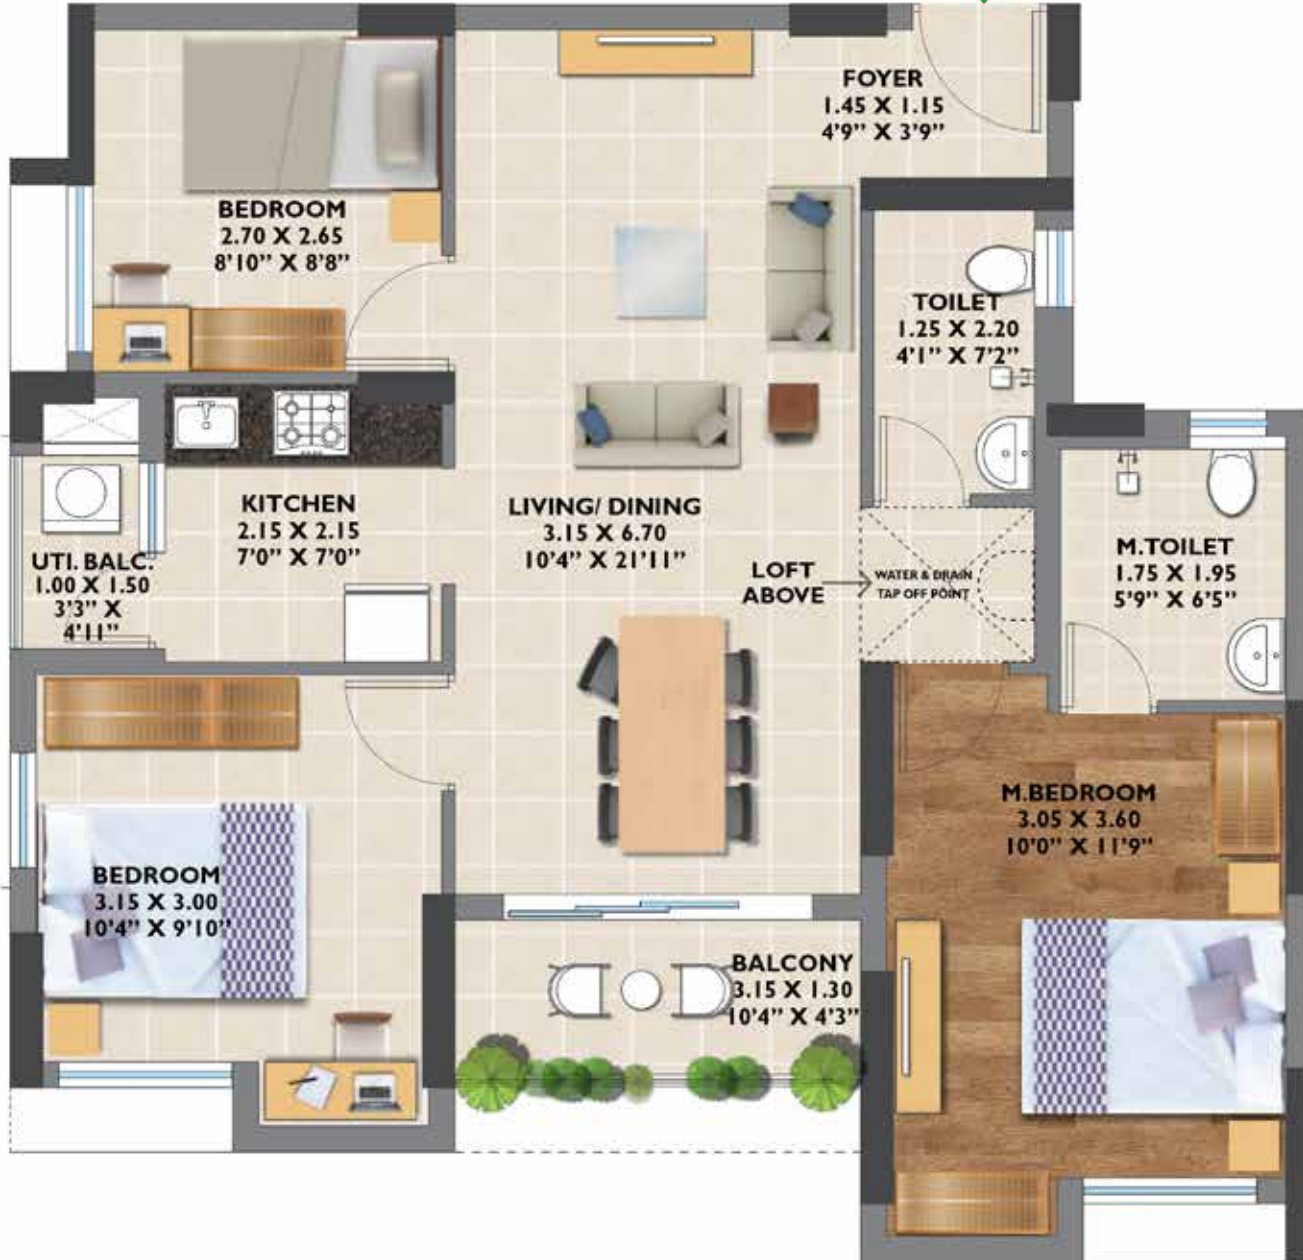 FOYER
1.45 X 1.15
4'9” X 3'9”
BEDROOM
2.70 X 2.65
8'10” X 8'8”
TOILET
1.25 X 2.20
4'1” X 7'2”
KITCHEN
2.15 X 2.15
7'0” X 7'0”
LIVING/ DINING
3.15 X 6.70
10'4” X 21'11”
UTI. BALC.
1.00 X 1.50
3'3” X
4'11”
LOFT
ABOVE
WATER & DRAIN
TAP OFF POINT
M.TOILET
1.75 X 1.95
5'9” X 6'5”
M.BEDROOM
3.05 X 3.60
10'0” X 11'9”
BEDROOM
3.15 X 3.00
10'4” X 9'10”
BALCONY
3.15 X 1.30
10'4” X 4'3”